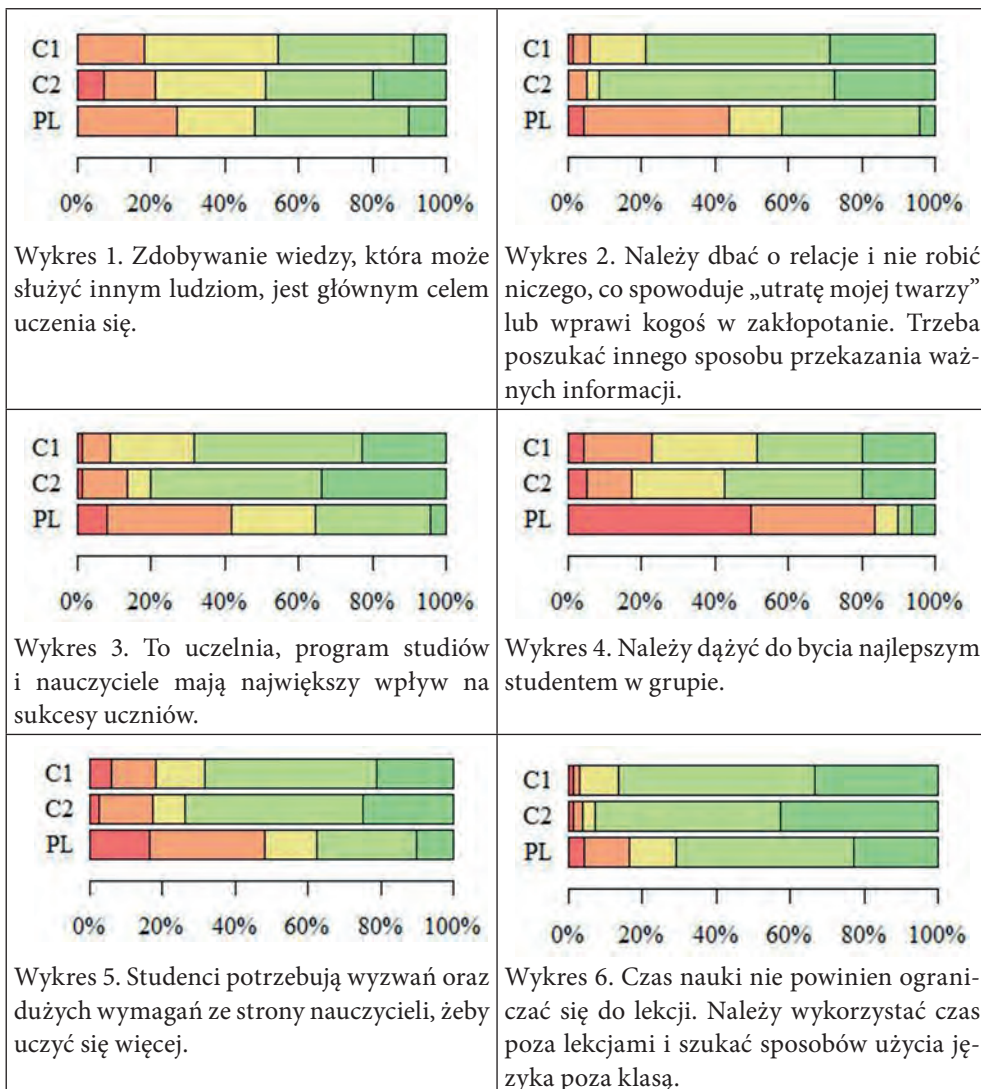 C1
C2
PL
0% 20% 40% 60% 80% 100%
Wykres 1. Zdobywanie wiedzy, która może
służyć innym ludziom, jest głównym celem
uczenia się.
C1
C2
PL
0% 20% 40% 60% 80% 100%
Wykres 2. Należy dbać o relacje i nie robić
niczego, co spowoduje „utratę mojej twarzy”
lub wprawi kogoś w zakłopotanie. Trzeba
poszukać innego sposobu przekazania waż-
nych informacji.
C1
C2
PL
0% 20% 40% 60% 80% 100%
Wykres 3. To uczelnia, program studiów
i nauczyciele mają największy wpływ na
sukcesy uczniów.
C1
C2
PL
0% 20% 40% 60% 80% 100%
Wykres 4. Należy dążyć do bycia najlepszym
studentem w grupie.
C1
C2
PL
0% 20% 40% 60% 80% 100%
Wykres 5. Studenci potrzebują wyzwań oraz
dużych wymagań ze strony nauczycieli, żeby
uczyć się więcej.
C1
C2
PL
0% 20% 40% 60% 80% 100%
Wykres 6. Czas nauki nie powinien ograni-
czać się do lekcji. Należy wykorzystać czas
poza lekcjami i szukać sposobów użycia ję-
zyka poza klasą.